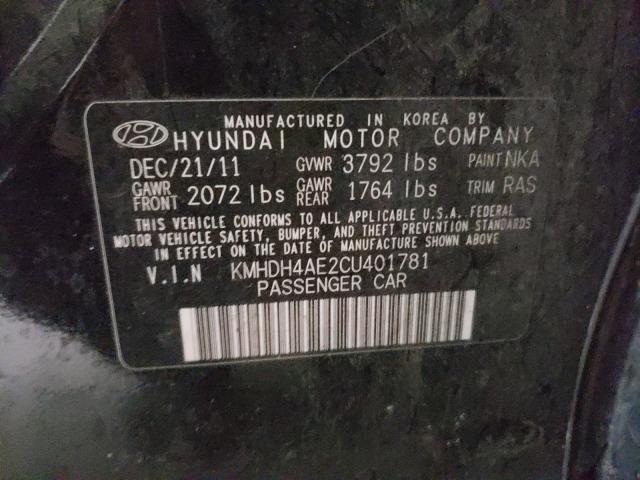 MANUFACTURED IN KOREA BY
HYUNDAI MOTOR COMPANY
DEC/21/11 GVWR 3792 lbs PAINT NKA
GAWR FRONT 2072 lbs GAWR REAR 1764 lbs TRIM RAS
THIS VEHICLE CONFORMS TO ALL APPLICABLE U.S.A. FEDERAL
MOTOR VEHICLE SAFETY, BUMPER, AND THEFT PREVENTION STANDARDS
IN EFFECT ON THE DATE OF MANUFACTURE SHOWN ABOVE
V.I.N KMHDH4AE2CU401781
PASSENGER CAR